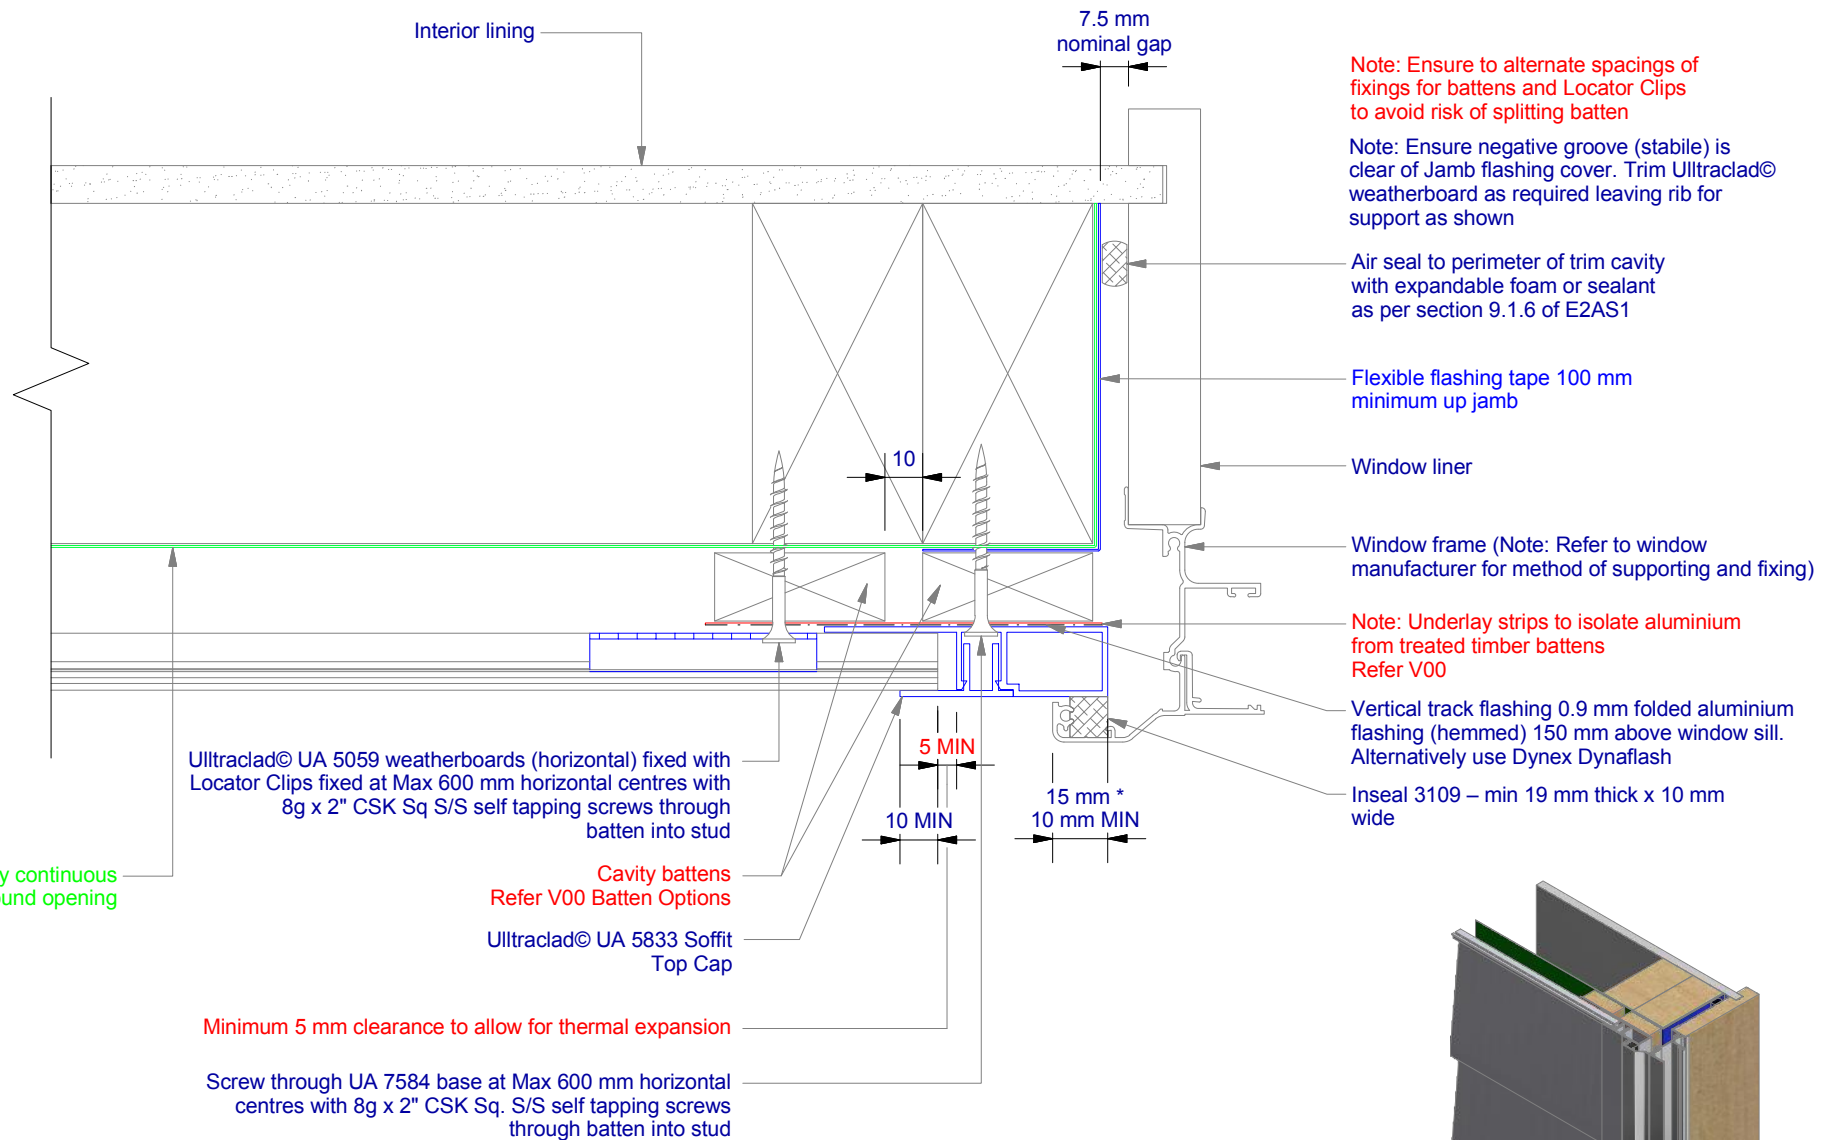 Interior lining
7.5 mm
nominal gap
Note: Ensure to alternate spacings of
fixings for battens and Locator Clips
to avoid risk of splitting batten
Note: Ensure negative groove (stabile) is
clear of Jamb flashing cover. Trim Ulltraclad©
weatherboard as required leaving rib for
support as shown
Air seal to perimeter of trim cavity
with expandable foam or sealant
as per section 9.1.6 of E2AS1
Flexible flashing tape 100 mm
minimum up jamb
10
Window liner
Window frame (Note: Refer to window
manufacturer for method of supporting and fixing)
Note: Underlay strips to isolate aluminium
from treated timber battens
Refer V00
Vertical track flashing 0.9 mm folded aluminium
flashing (hemmed) 150 mm above window sill.
Alternatively use Dynex Dynaflash
Inseal 3109 – min 19 mm thick x 10 mm
wide
5 MIN
10 MIN
15 mm *
10 mm MIN
Ulltraclad© UA 5059 weatherboards (horizontal) fixed with
Locator Clips fixed at Max 600 mm horizontal centres with
8g x 2" CSK Sq S/S self tapping screws through
batten into stud
y continuous
und opening
Cavity battens
Refer V00 Batten Options
Ulltraclad© UA 5833 Soffit
Top Cap
Minimum 5 mm clearance to allow for thermal expansion
Screw through UA 7584 base at Max 600 mm horizontal
centres with 8g x 2" CSK Sq. S/S self tapping screws
through batten into stud